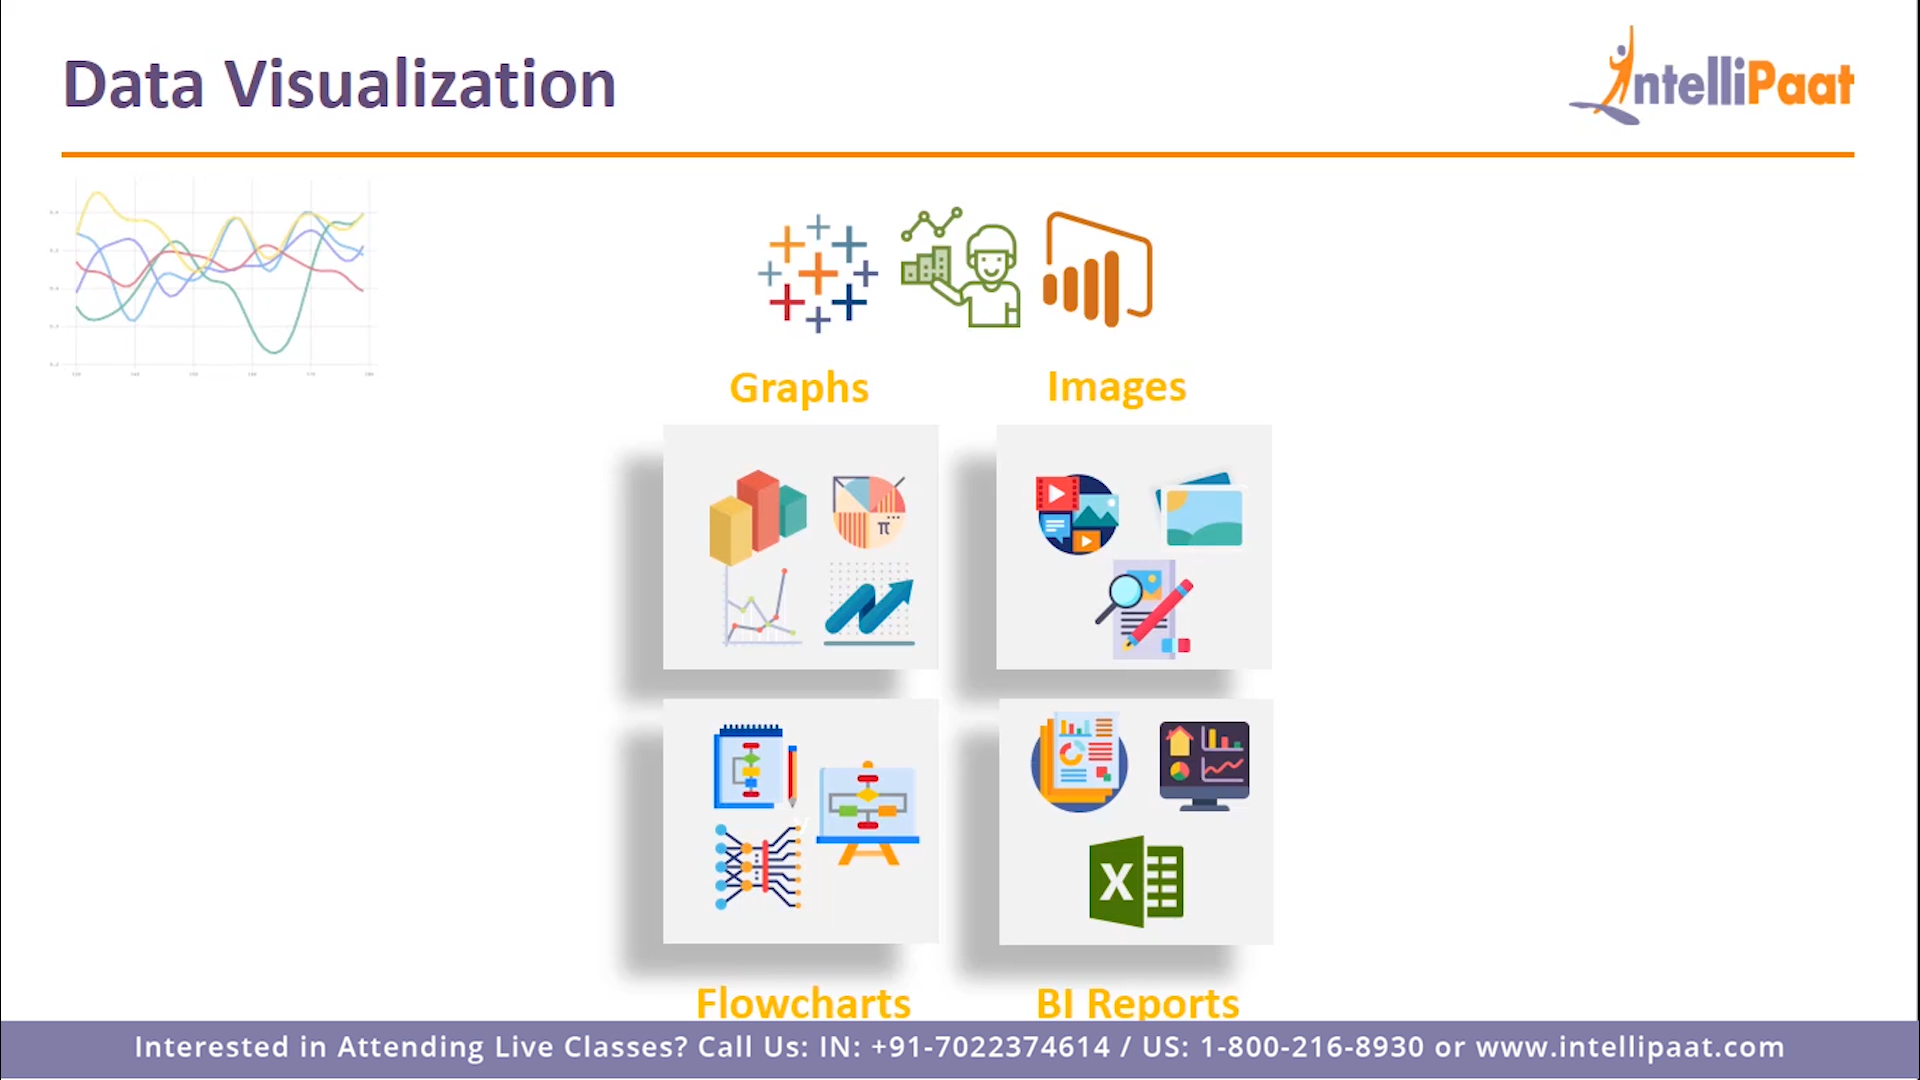 Data Visualization
IntelliPaat
Graphs
Images
π
X
Flowcharts
BI Reports
Interested in Attending Live Classes? Call Us: IN: +91-7022374614 / US: 1-800-216-8930 or www.intellipaat.com